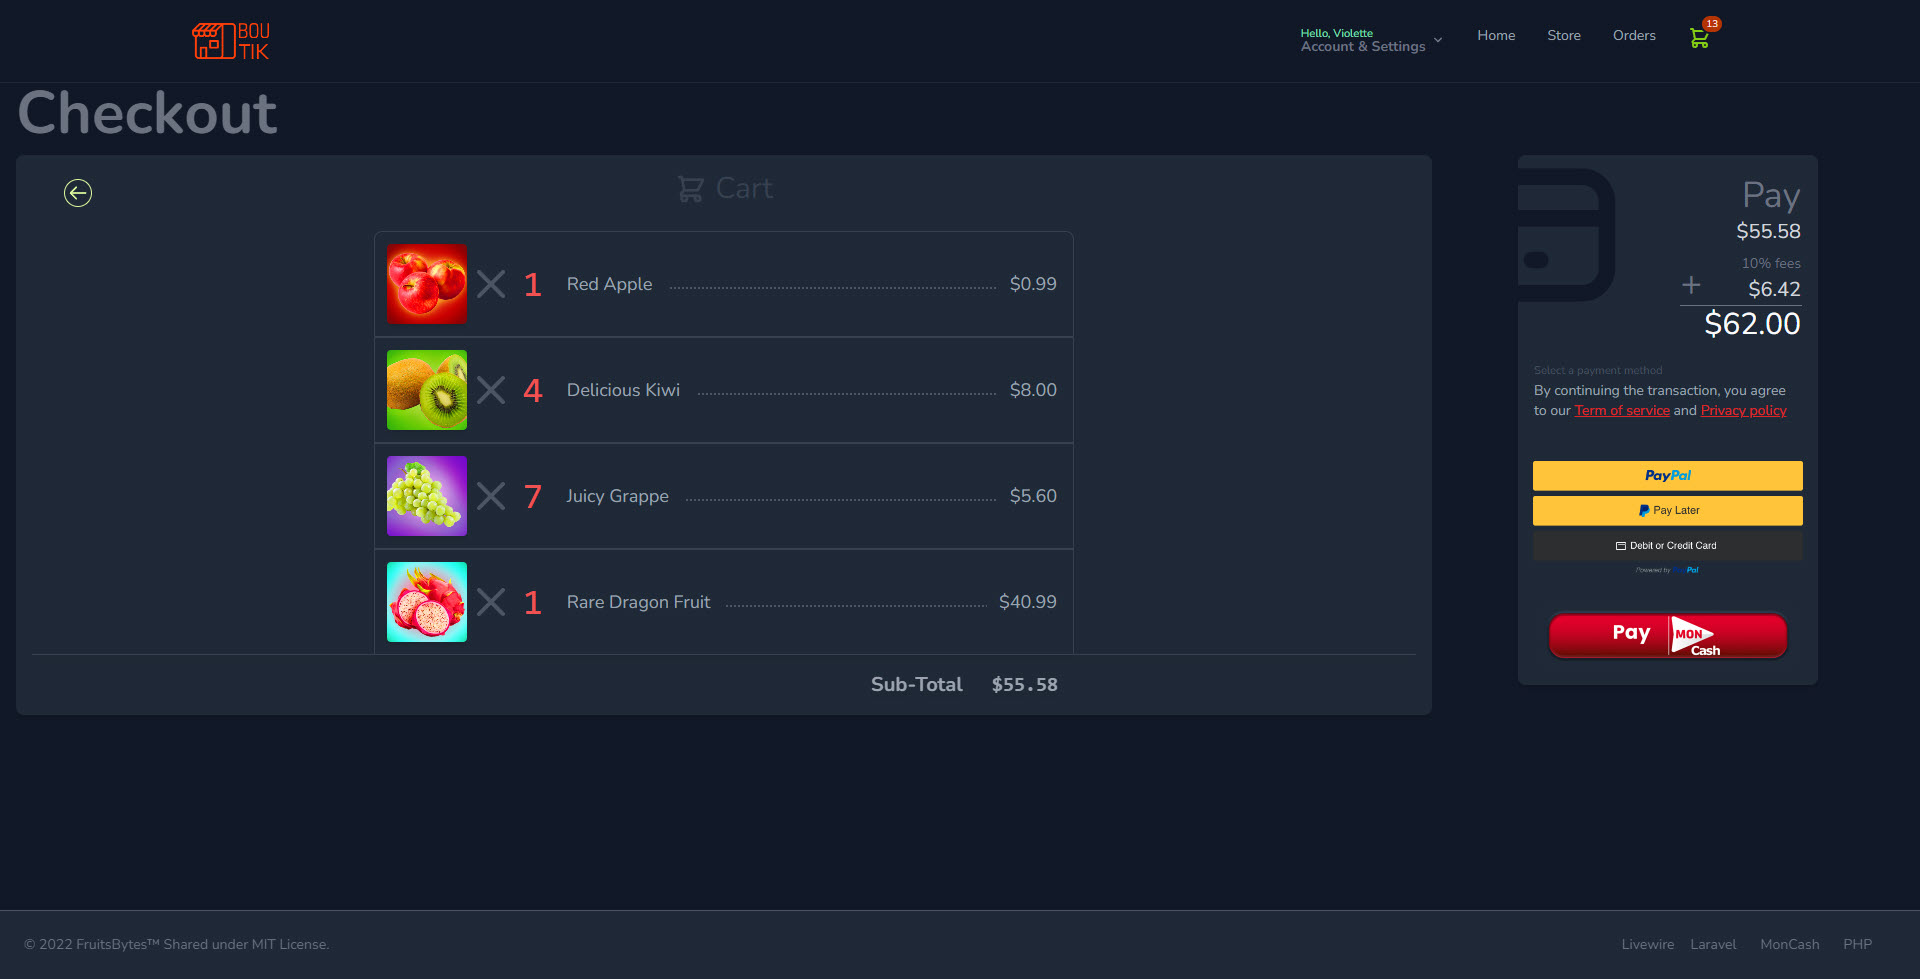 BOU
TIK
Hello, Violette
Account & Settings
Home
Store
Orders
13
Checkout
Cart
1 Red Apple $0.99
4 Delicious Kiwi $8.00
7 Juicy Grappe $5.60
1 Rare Dragon Fruit $40.99
Sub-Total $55.58
Pay
$55.58
10% fees
+ $6.42
$62.00
Select a payment method
By continuing the transaction, you agree
to our Term of service and Privacy policy
PayPal
Pay Later
Debit or Credit Card
Powered by PayPal
Pay MON
Cash
© 2022 FruitsBytes™ Shared under MIT License.
Livewire Laravel MonCash PHP